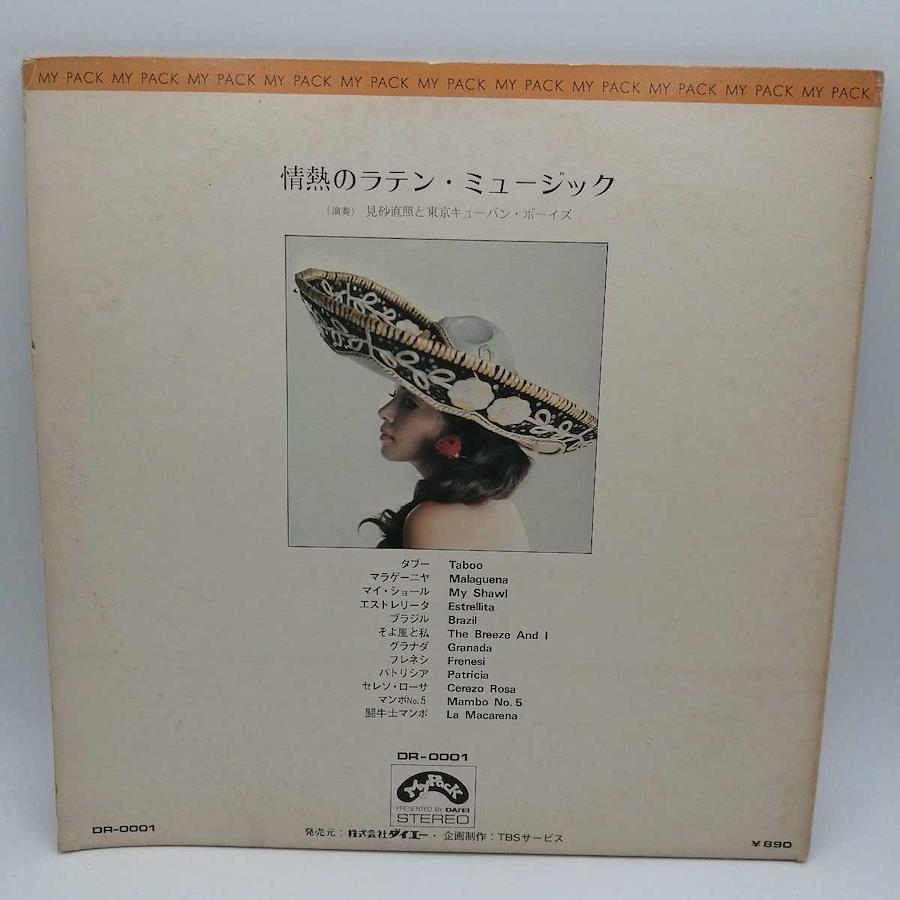 MY PACK MY PACK MY PACK MY PACK MY PACK MY PACK MY PACK MY PACK MY PACK MY PACK MY PACK
情熱のラテン・ミュージック
(演奏) 見砂直照と東京キューバン・ボーイズ
タブー Taboo
マラゲーニヤ Malaguena
マイ・ショール My Shawl
エストレリータ Estrellita
ブラジル Brazil
そよ風と私 The Breeze And I
グラナダ Granada
フレネシ Frenesi
パトリシア Patricia
セレソ・ローサ Cerezo Rosa
マンボNo.5 Mambo No.5
闘牛士マンボ La Macarena
DR-0001
My Pack
PRESENTED BY DAIEI
STEREO
発売元:株式会社ダイエー・企画制作:TBSサービス
DR-0001
¥890